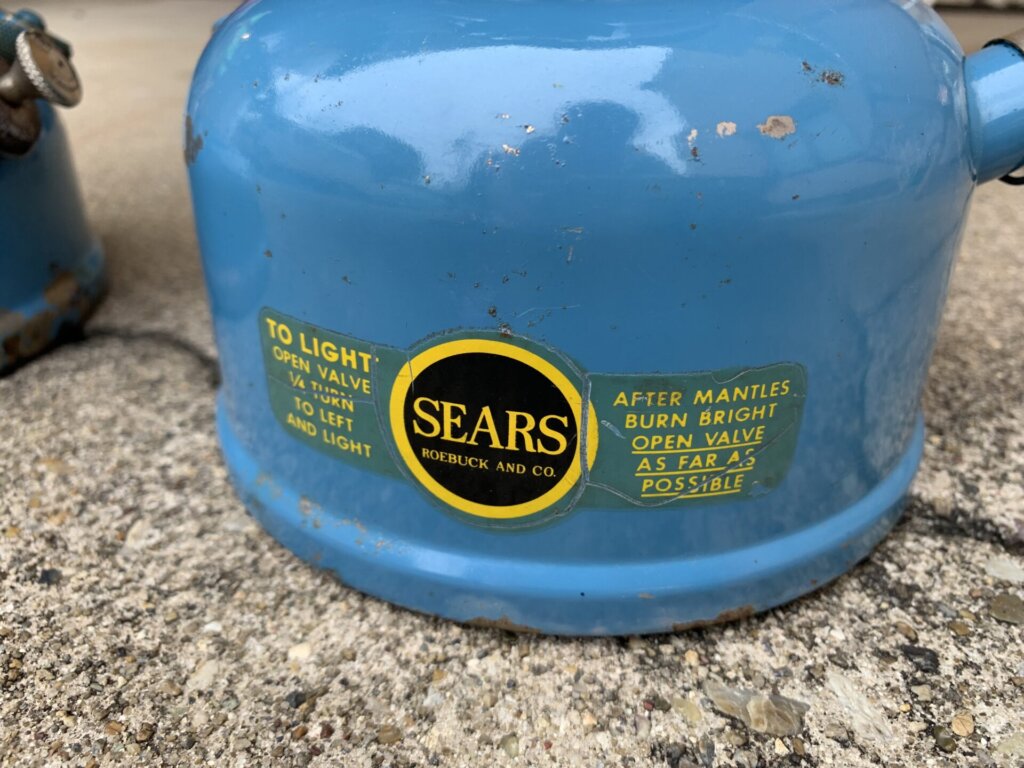 TO LIGHT
OPEN VALVE
¼ TURN
TO LEFT
AND LIGHT
SEARS
ROEBUCK AND CO.
AFTER MANTLES
BURN BRIGHT
OPEN VALVE
AS FAR AS
POSSIBLE